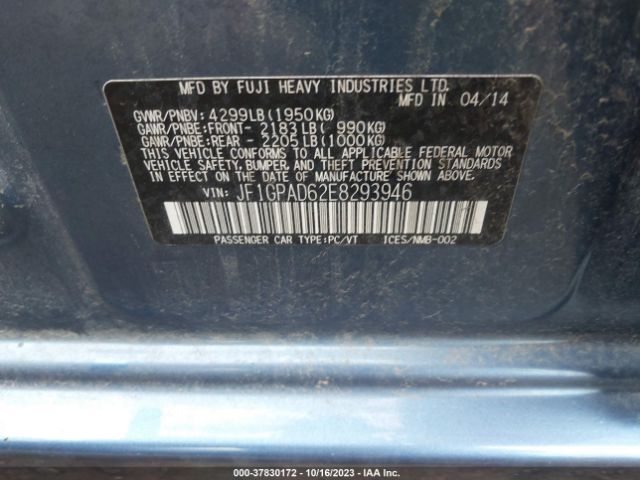 MFD BY FUJI HEAVY INDUSTRIES LTD.
MFD IN 04/14
GVWR/PNBV: 4299LB(1950KG)
GAWR/PNBE:FRONT- 2183LB( 990KG)
GAWR/PNBE:REAR - 2205LB(1000KG)
THIS VEHICLE CONFORMS TO ALL APPLICABLE FEDERAL MOTOR
VEHICLE SAFETY, BUMPER, AND THEFT PREVENTION STANDARDS
IN EFFECT ON THE DATE OF MANUFACTURE SHOWN ABOVE.
VIN: JF1GPAD62E8293946
PASSENGER CAR TYPE:PC/VT ICES/NMB-002
000-37830172 - 10/16/2023 - IAA Inc.